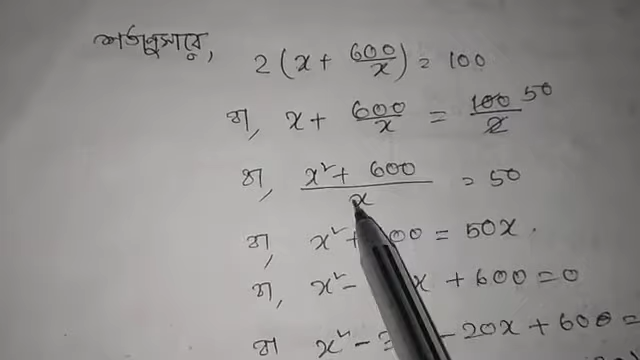 শর্তানুসারে, 2(x + 600/x) = 100
বা, x + 600/x = 100/2 50
বা, x² + 600/x = 50
বা, x² + 00 = 50x.
বা, x² - x + 600 = 0
বা x² - - 20x + 600 =